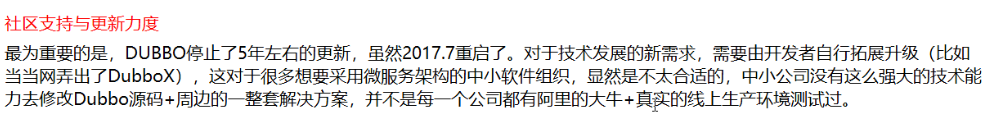 社区支持与更新力度
最为重要的是，DUBBO停止了5年左右的更新，虽然2017.7重启了。对于技术发展的新需求，需要由开发者自行拓展升级（比如
当当网弄出了DubboX），这对于很多想要采用微服务架构的中小软件组织，显然是不太合适的，中小公司没有这么强大的技术能
力去修改Dubbo源码+周边的一整套解决方案，并不是每一个公司都有阿里的大牛+真实的线上生产环境测试过。